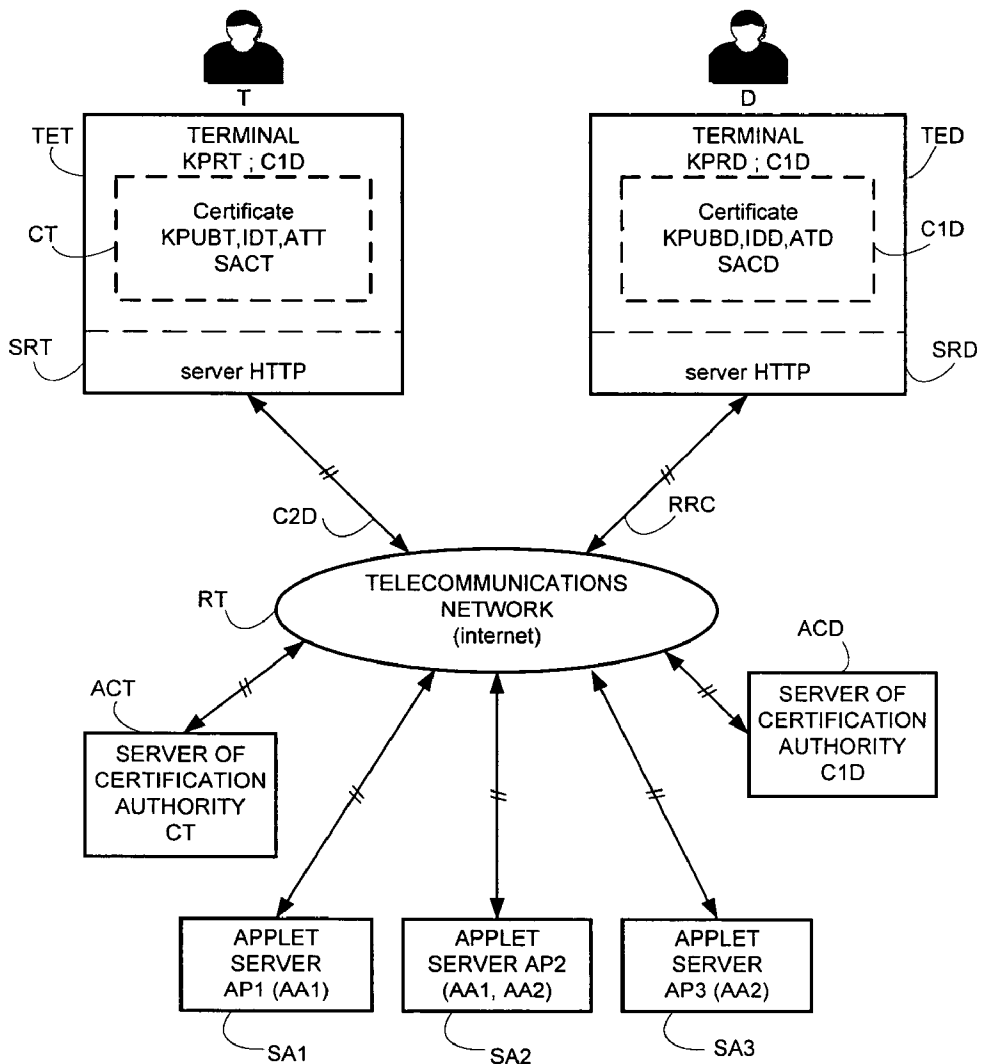 T
D
TET
TERMINAL
KPRT ; C1D
TERMINAL
KPRD ; C1D
TED
CT
Certificate
KPUBT,IDT,ATT
SACT
Certificate
KPUBD,IDD,ATD
SACD
C1D
SRT
server HTTP
server HTTP
SRD
C2D
RRC
RT
TELECOMMUNICATIONS
NETWORK
(internet)
ACD
ACT
SERVER OF
CERTIFICATION
AUTHORITY
CT
SERVER OF
CERTIFICATION
AUTHORITY
C1D
APPLET
SERVER
AP1 (AA1)
APPLET
SERVER AP2
(AA1, AA2)
APPLET
SERVER
AP3 (AA2)
SA1
SA2
SA3